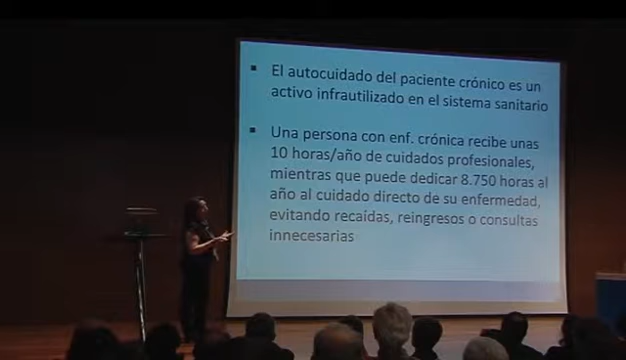 ▪ El autocuidado del paciente crónico es un
activo infrautilizado en el sistema sanitario
▪ Una persona con enf. crónica recibe unas
10 horas/año de cuidados profesionales,
mientras que puede dedicar 8.750 horas al
año al cuidado directo de su enfermedad,
evitando recaídas, reingresos o consultas
innecesarias